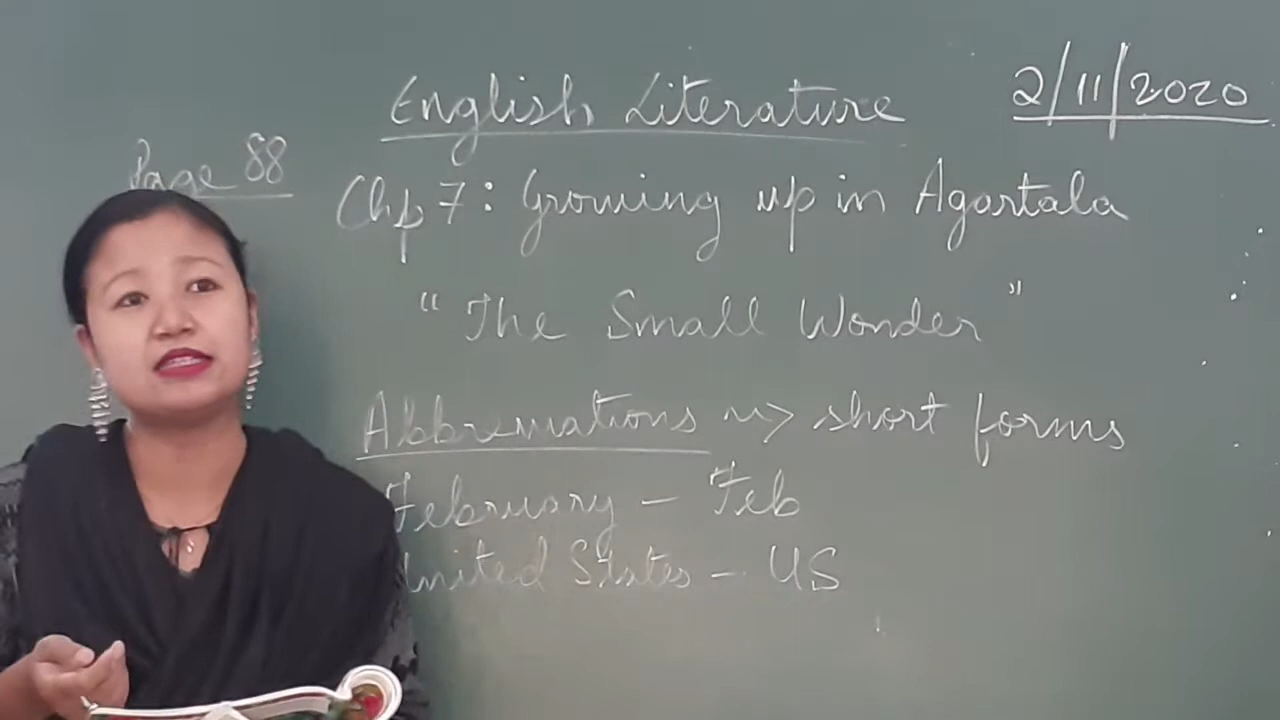 English Literature
2/11/2020
Page 88
Chp 7: Growing up in Agartala
"The Small Wonder"
Abbreviations ~> short forms
February - Feb
United States - US